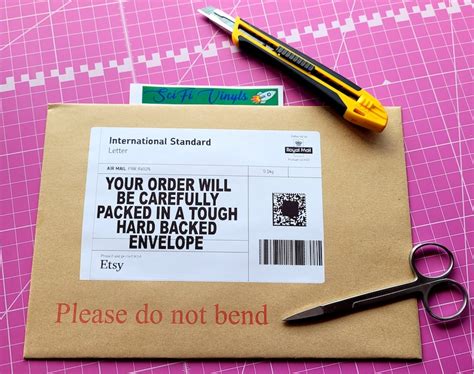 Sci Fi Vinyls
International Standard
Letter
Royal Mail
AIR MAIL
YOUR ORDER WILL
BE CAREFULLY
PACKED IN A TOUGH
HARD BACKED
ENVELOPE
Etsy
Please do not bend